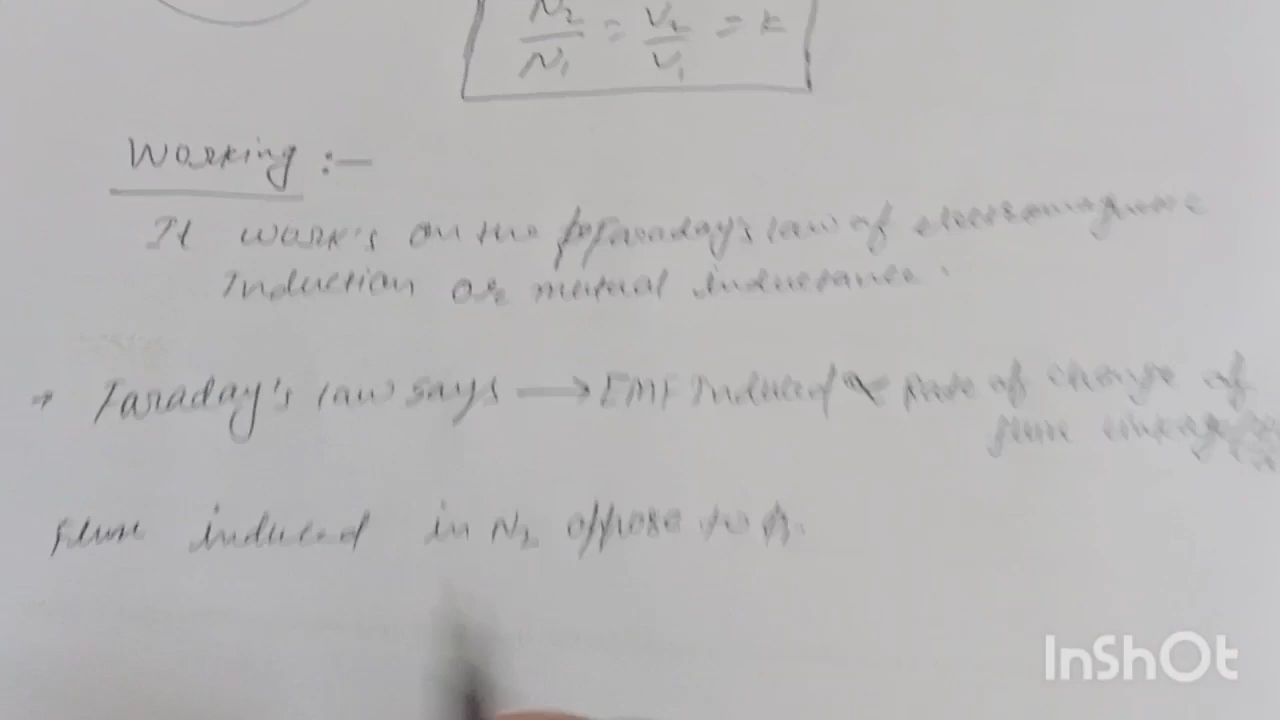 N2/N1 = V2/V1 = k
Working :-
It work's on the Faraday's law of electromagnetic
Induction or mutual inductance.
→ Faraday's law says → EMF Induced ∝ Rate of change of
flux linkage
flux induced in N2 oppose to
InShOt